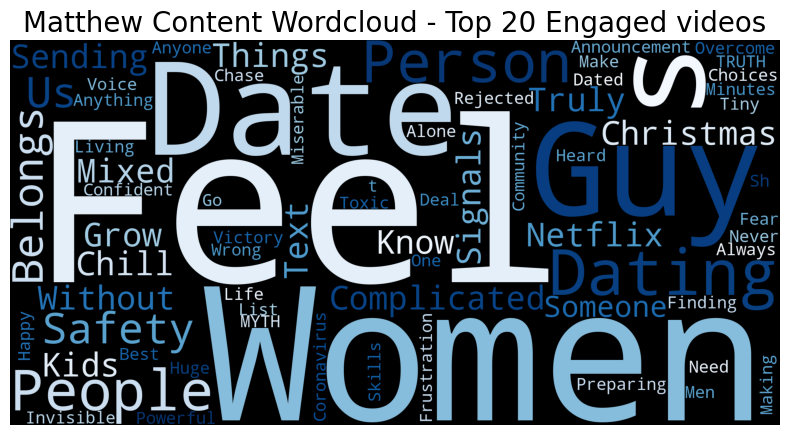 Matthew Content Wordcloud - Top 20 Engaged videos
Sending
Anyone
Things
Person
Announcement
Overcome
Us
Voice
Chase
Date
s
Make
TRUTH
Dated
Choices
Anything
Miserable
Rejected
Truly
Minutes
Tiny
Belongs
Feel
Alone
Guy
Christmas
Living
Mixed
Confident
Signals
Community
Heard
t
Sh
Go
Toxic
Deal
Grow
Victory
Text
Know
Netflix
Fear
Never
Wrong
Always
Chill
One
Dating
Without
Life
Complicated
Someone
Finding
List
MYTH
Safety
Women
Happy
Best
Coronavirus
Frustration
Kids
Huge
Skills
Need
Making
People
Preparing
Men
Invisible
Powerful